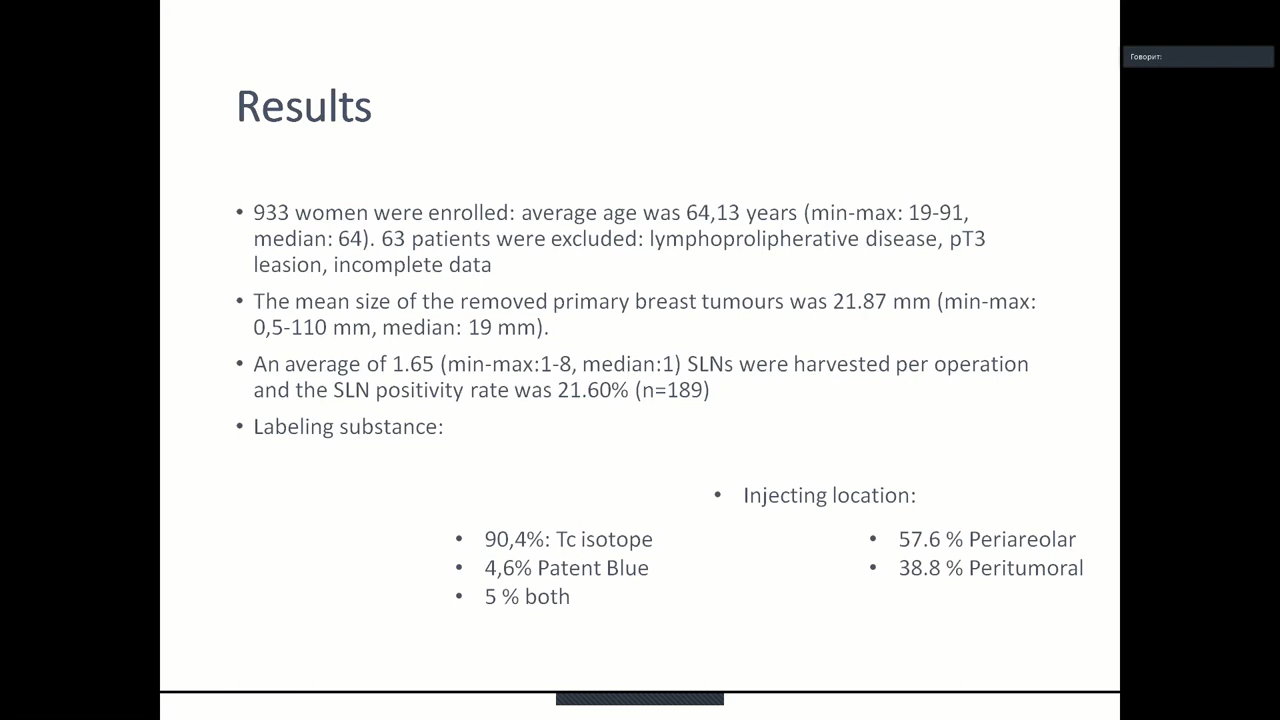 Говорит:
Results
• 933 women were enrolled: average age was 64,13 years (min-max: 19-91,
median: 64). 63 patients were excluded: lymphoprolipherative disease, pT3
leasion, incomplete data
• The mean size of the removed primary breast tumours was 21.87 mm (min-max:
0,5-110 mm, median: 19 mm).
• An average of 1.65 (min-max:1-8, median:1) SLNs were harvested per operation
and the SLN positivity rate was 21.60% (n=189)
• Labeling substance:
• 90,4%: Tc isotope
• 4,6% Patent Blue
• 5 % both
• Injecting location:
• 57.6 % Periareolar
• 38.8 % Peritumoral